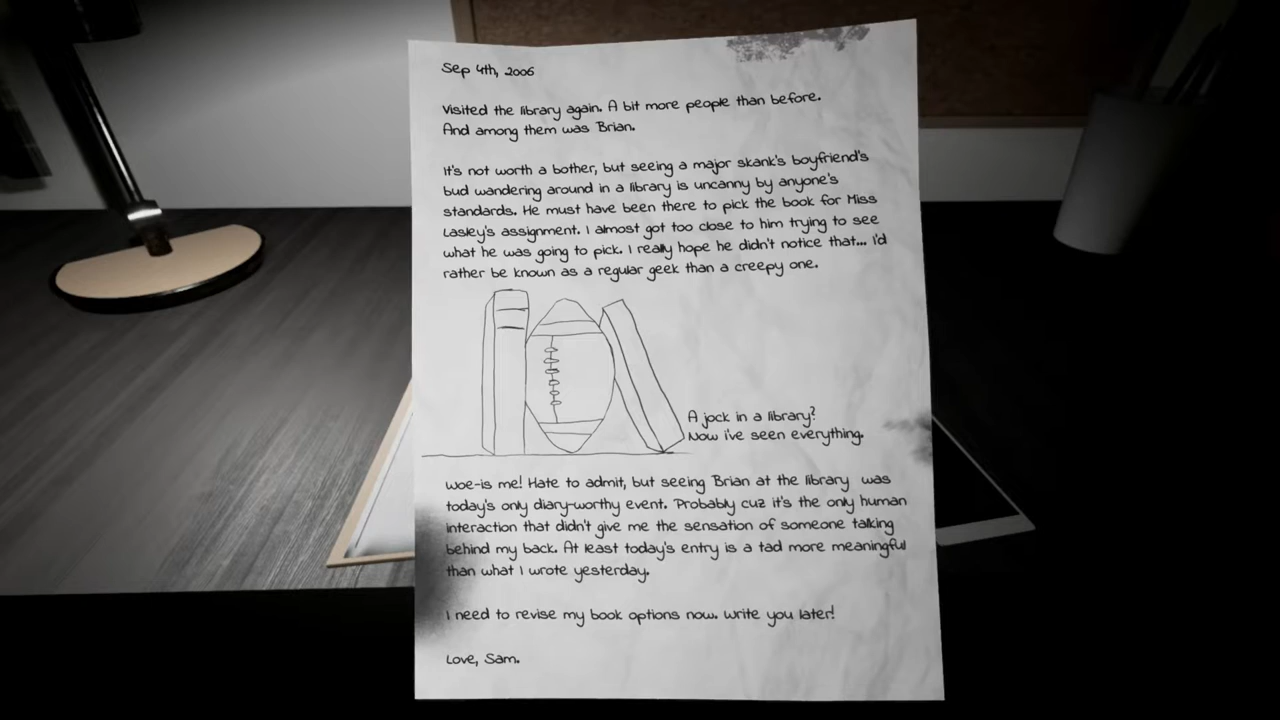 Sep 4th, 2006
Visited the library again. A bit more people than before.
And among them was Brian.
It's not worth a bother, but seeing a major skank's boyfriend's
bud wandering around in a library is uncanny by anyone's
standards. He must have been there to pick the book for Miss
Lasley's assignment. I almost got too close to him trying to see
what he was going to pick. I really hope he didn't notice that... I'd
rather be known as a regular geek than a creepy one.
A jock in a library?
Now i've seen everything.
Woe-is me! Hate to admit, but seeing Brian at the library was
today's only diary-worthy event. Probably cuz it's the only human
interaction that didn't give me the sensation of someone talking
behind my back. At least today's entry is a tad more meaningful
than what I wrote yesterday.
I need to revise my book options now. Write you later!
Love, Sam.